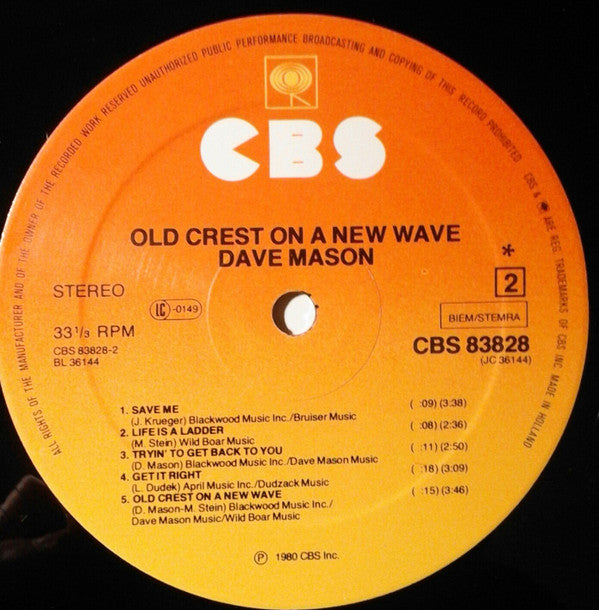 ALL RIGHTS OF THE MANUFACTURER AND OF THE OWNER OF THE RECORDED WORK RESERVED UNAUTHORIZED PUBLIC PERFORMANCE BROADCASTING AND COPYING OF THIS RECORD PROHIBITED
CBS & ARE REG. TRADEMARKS OF CBS INC. MADE IN HOLLAND
CBS
OLD CREST ON A NEW WAVE
DAVE MASON
STEREO
LC -0149
*
2
33⅓ RPM
BIEM/STEMRA
CBS 83828-2
CBS 83828
BL 36144
(JC 36144)
1. SAVE ME ( :09) (3:38)
(J. Krueger) Blackwood Music Inc./Bruiser Music
2. LIFE IS A LADDER ( :08) (2:36)
(M. Stein) Wild Boar Music
3. TRYIN' TO GET BACK TO YOU ( :11) (2:50)
(D. Mason) Blackwood Music Inc./Dave Mason Music
4. GET IT RIGHT ( :18) (3:09)
(L. Dudek) April Music Inc./Dudzack Music
5. OLD CREST ON A NEW WAVE ( :15) (3:46)
(D. Mason-M. Stein) Blackwood Music Inc./
Dave Mason Music/Wild Boar Music
Ⓟ 1980 CBS Inc.